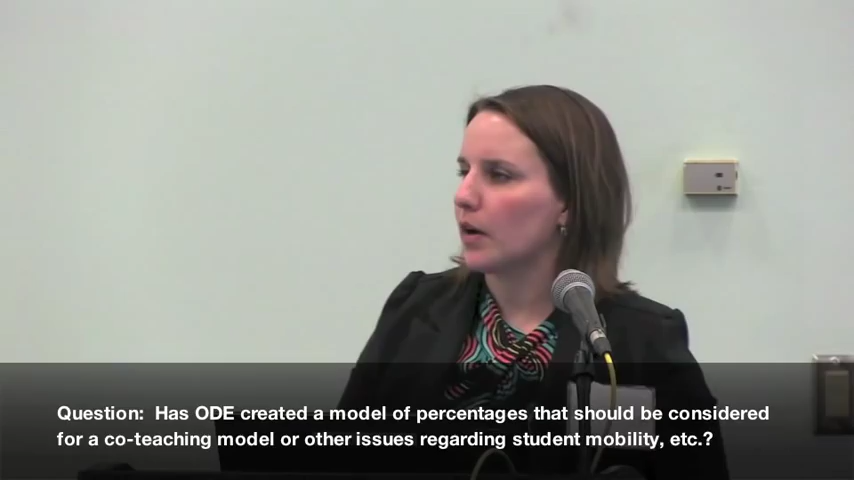 Question:  Has ODE created a model of percentages that should be considered
for a co-teaching model or other issues regarding student mobility, etc.?